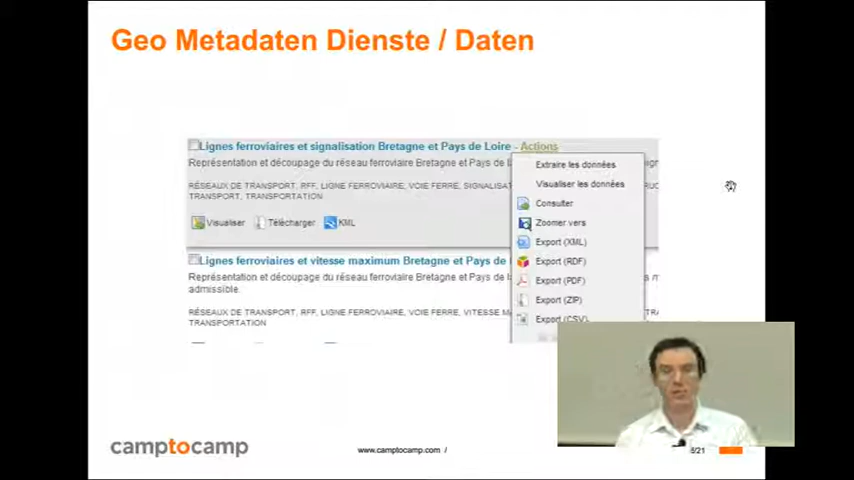 Geo Metadaten Dienste / Daten
Lignes ferroviaires et signalisation Bretagne et Pays de Loire - Actions
Représentation et découpage du réseau ferroviaire Bretagne et Pays de
RÉSEAUX DE TRANSPORT, RFF, LIGNE FERROVIAIRE, VOIE FERRE,
TRANSPORT, TRANSPORTATION
Visualiser Télécharger KML
Extraire les données
Visualiser les données
Consulter
Zoomer vers
Export (XML)
Export (RDF)
Export (PDF)
Export (ZIP)
Export (CSV)
Lignes ferroviaires et vitesse maximum Bretagne et Pays de
Représentation et découpage du réseau ferroviaire Bretagne et Pays de
admissible.
RÉSEAUX DE TRANSPORT, RFF, LIGNE FERROVIAIRE, VOIE FERRE,
TRANSPORTATION
camptocamp
www.camptocamp.com /
/21